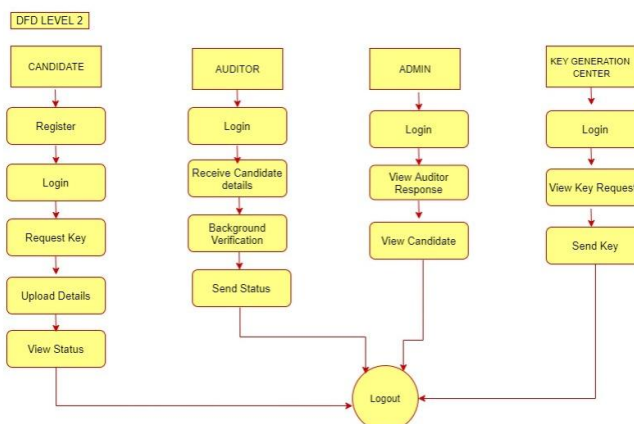 DFD LEVEL 2
CANDIDATE
Register
Login
Request Key
Upload Details
View Status
AUDITOR
Login
Receive Candidate
details
Background
Verification
Send Status
ADMIN
Login
View Auditor
Response
View Candidate
KEY GENERATION
CENTER
Login
View Key Request
Send Key
Logout